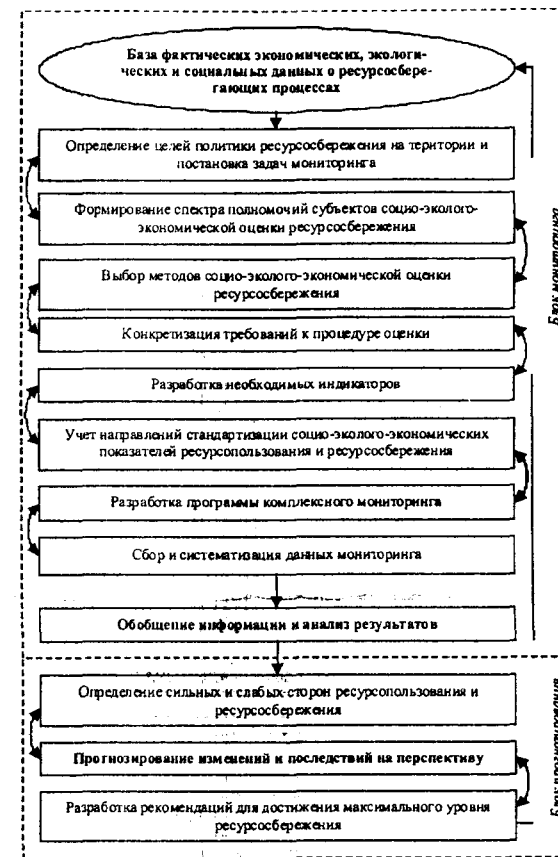 База фактических экономических, экологи-
ческих и социальных данных о ресурсосбере-
гающих процессах
Определение целей политики ресурсосбережения на територии и
постановка задач мониторинга
Формирование спектра полномочий субъектов социо-эколого-
экономической оценки ресурсосбережения
Выбор методов социо-эколого-экономической оценки
ресурсосбережения
Конкретизация требований к процедуре оценки
Разработка необходимых индикаторов
Учет направлений стандартизации социо-эколого-экономических
показателей ресурсопользования и ресурсосбережения
Разработка программы комплексного мониторинга
Сбор и систематизация данных мониторинга
Обобщение информации и анализ результатов
Блок мониторинга
Определение сильных и слабых сторон ресурсопользования и
ресурсосбережения
Прогнозирование изменений и последствий на перспективу
Разработка рекомендаций для достижения максимального уровня
ресурсосбережения
Блок прогнозирования